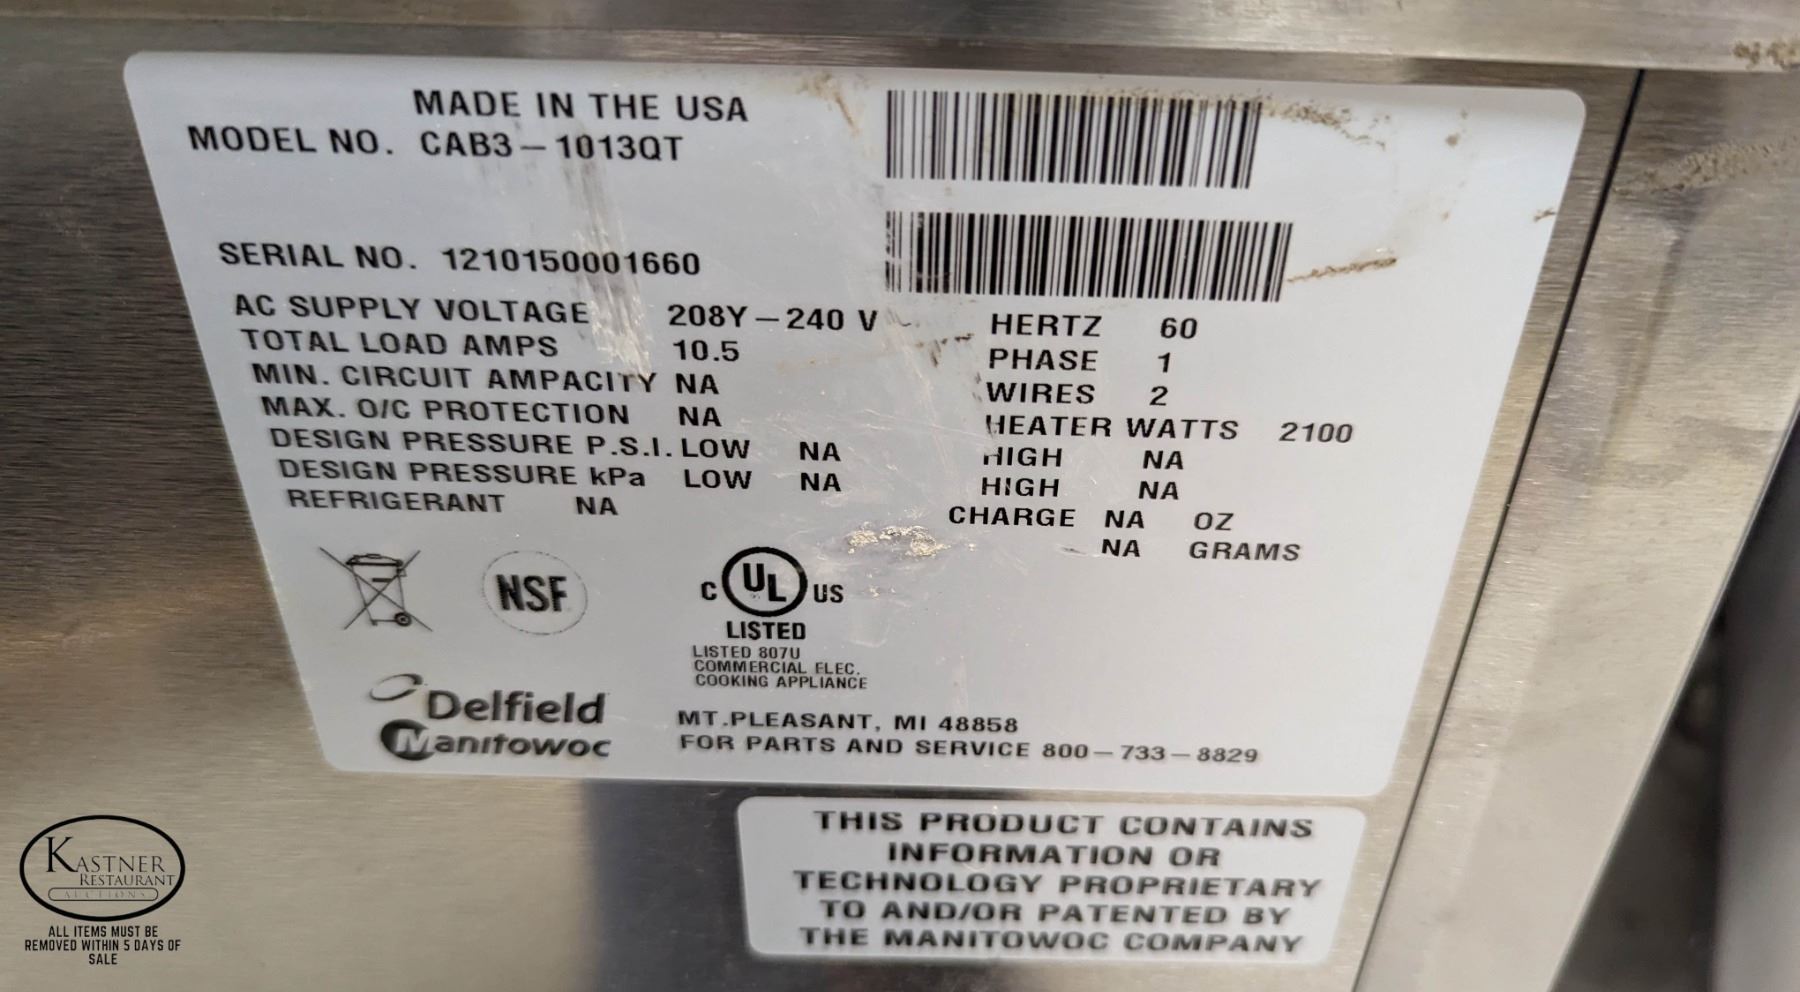 MADE IN THE USA
MODEL NO. CAB3-1013QT
SERIAL NO. 1210150001660
AC SUPPLY VOLTAGE 208Y-240 V HERTZ 60
TOTAL LOAD AMPS 10.5 PHASE 1
MIN. CIRCUIT AMPACITY NA WIRES 2
MAX. O/C PROTECTION NA HEATER WATTS 2100
DESIGN PRESSURE P.S.I. LOW NA HIGH NA
DESIGN PRESSURE kPa LOW NA HIGH NA
REFRIGERANT NA CHARGE NA OZ
NA GRAMS
NSF
C UL US
LISTED
LISTED 807U
COMMERCIAL ELEC.
COOKING APPLIANCE
Delfield
Manitowoc
MT.PLEASANT, MI 48858
FOR PARTS AND SERVICE 800-733-8829
THIS PRODUCT CONTAINS
INFORMATION OR
TECHNOLOGY PROPRIETARY
TO AND/OR PATENTED BY
THE MANITOWOC COMPANY
KASTNER
RESTAURANT
AUCTIONS
ALL ITEMS MUST BE
REMOVED WITHIN 5 DAYS OF
SALE